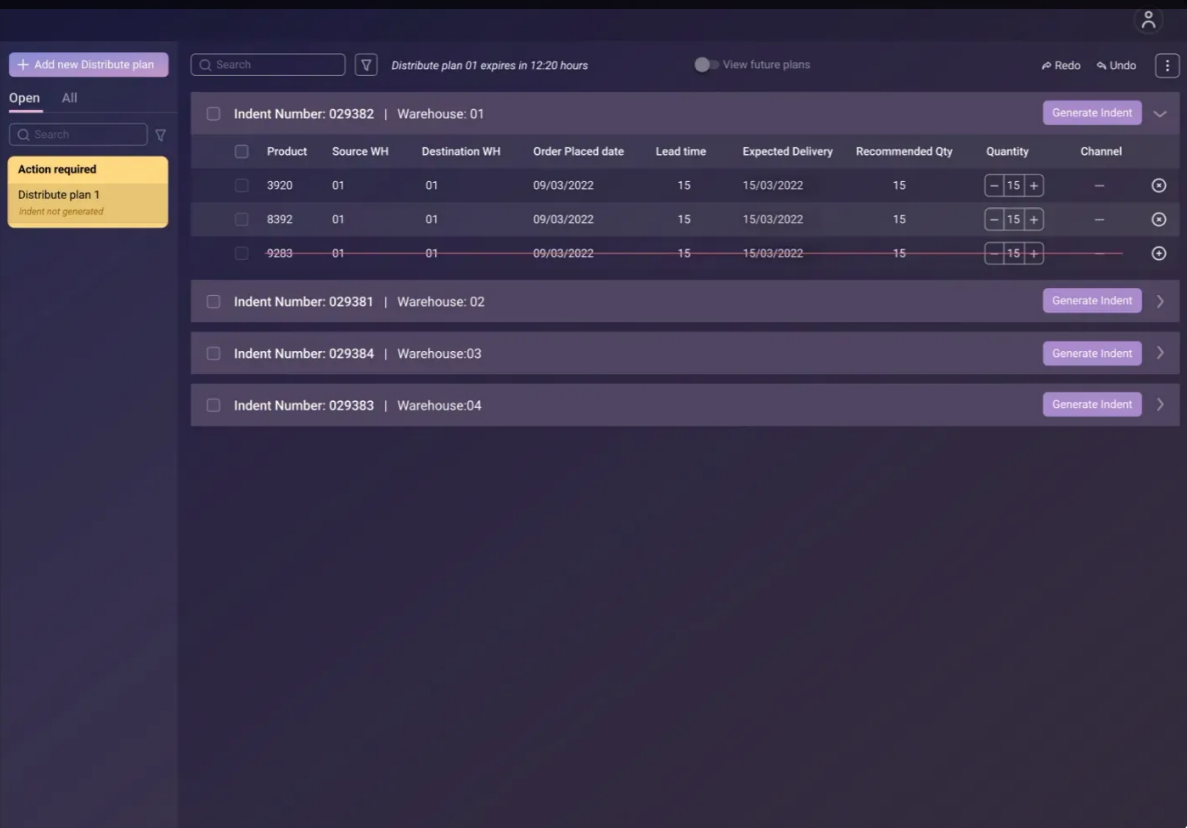 + Add new Distribute plan
Open All
Search
Action required
Distribute plan 1
Indent not generated
Search Distribute plan 01 expires in 12:20 hours View future plans Redo Undo
Indent Number: 029382 | Warehouse: 01 Generate Indent
Product Source WH Destination WH Order Placed date Lead time Expected Delivery Recommended Qty Quantity Channel
3920 01 01 09/03/2022 15 15/03/2022 15 − 15 + —
8392 01 01 09/03/2022 15 15/03/2022 15 − 15 + —
9283 01 01 09/03/2022 15 15/03/2022 15 − 15 + —
Indent Number: 029381 | Warehouse: 02 Generate Indent
Indent Number: 029384 | Warehouse:03 Generate Indent
Indent Number: 029383 | Warehouse:04 Generate Indent